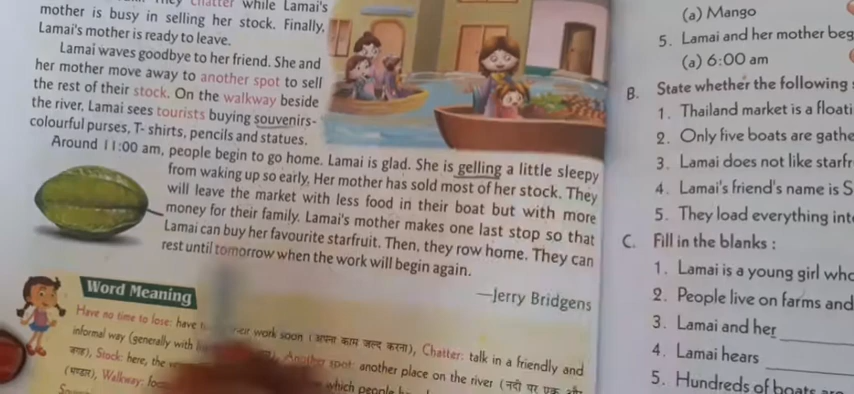 chatter while Lamai's
mother is busy in selling her stock. Finally,
Lamai's mother is ready to leave.
Lamai waves goodbye to her friend. She and
her mother move away to another spot to sell
the rest of their stock. On the walkway beside
the river, Lamai sees tourists buying souvenirs-
colourful purses, T- shirts, pencils and statues.
Around 11:00 am, people begin to go home. Lamai is glad. She is gelling a little sleepy
from waking up so early. Her mother has sold most of her stock. They
will leave the market with less food in their boat but with more
money for their family. Lamai's mother makes one last stop so that
Lamai can buy her favourite starfruit. Then, they row home. They can
rest until tomorrow when the work will begin again.
—Jerry Bridgens
Word Meaning
Have no time to lose: have work soon (अपना काम जल्द करना), Chatter: talk in a friendly and
informal way (generally with Another spot: another place on the river (नदी पर एक और
Stock: here, the which people
Walkway:
(a) Mango
5. Lamai and her mother beg
(a) 6:00 am
B. State whether the following
1. Thailand market is a floati
2. Only five boats are gathe
3. Lamai does not like starfr
4. Lamai's friend's name is S
5. They load everything int
C. Fill in the blanks :
1. Lamai is a young girl who
2. People live on farms and
3. Lamai and her
4. Lamai hears
5. Hundreds of boats are